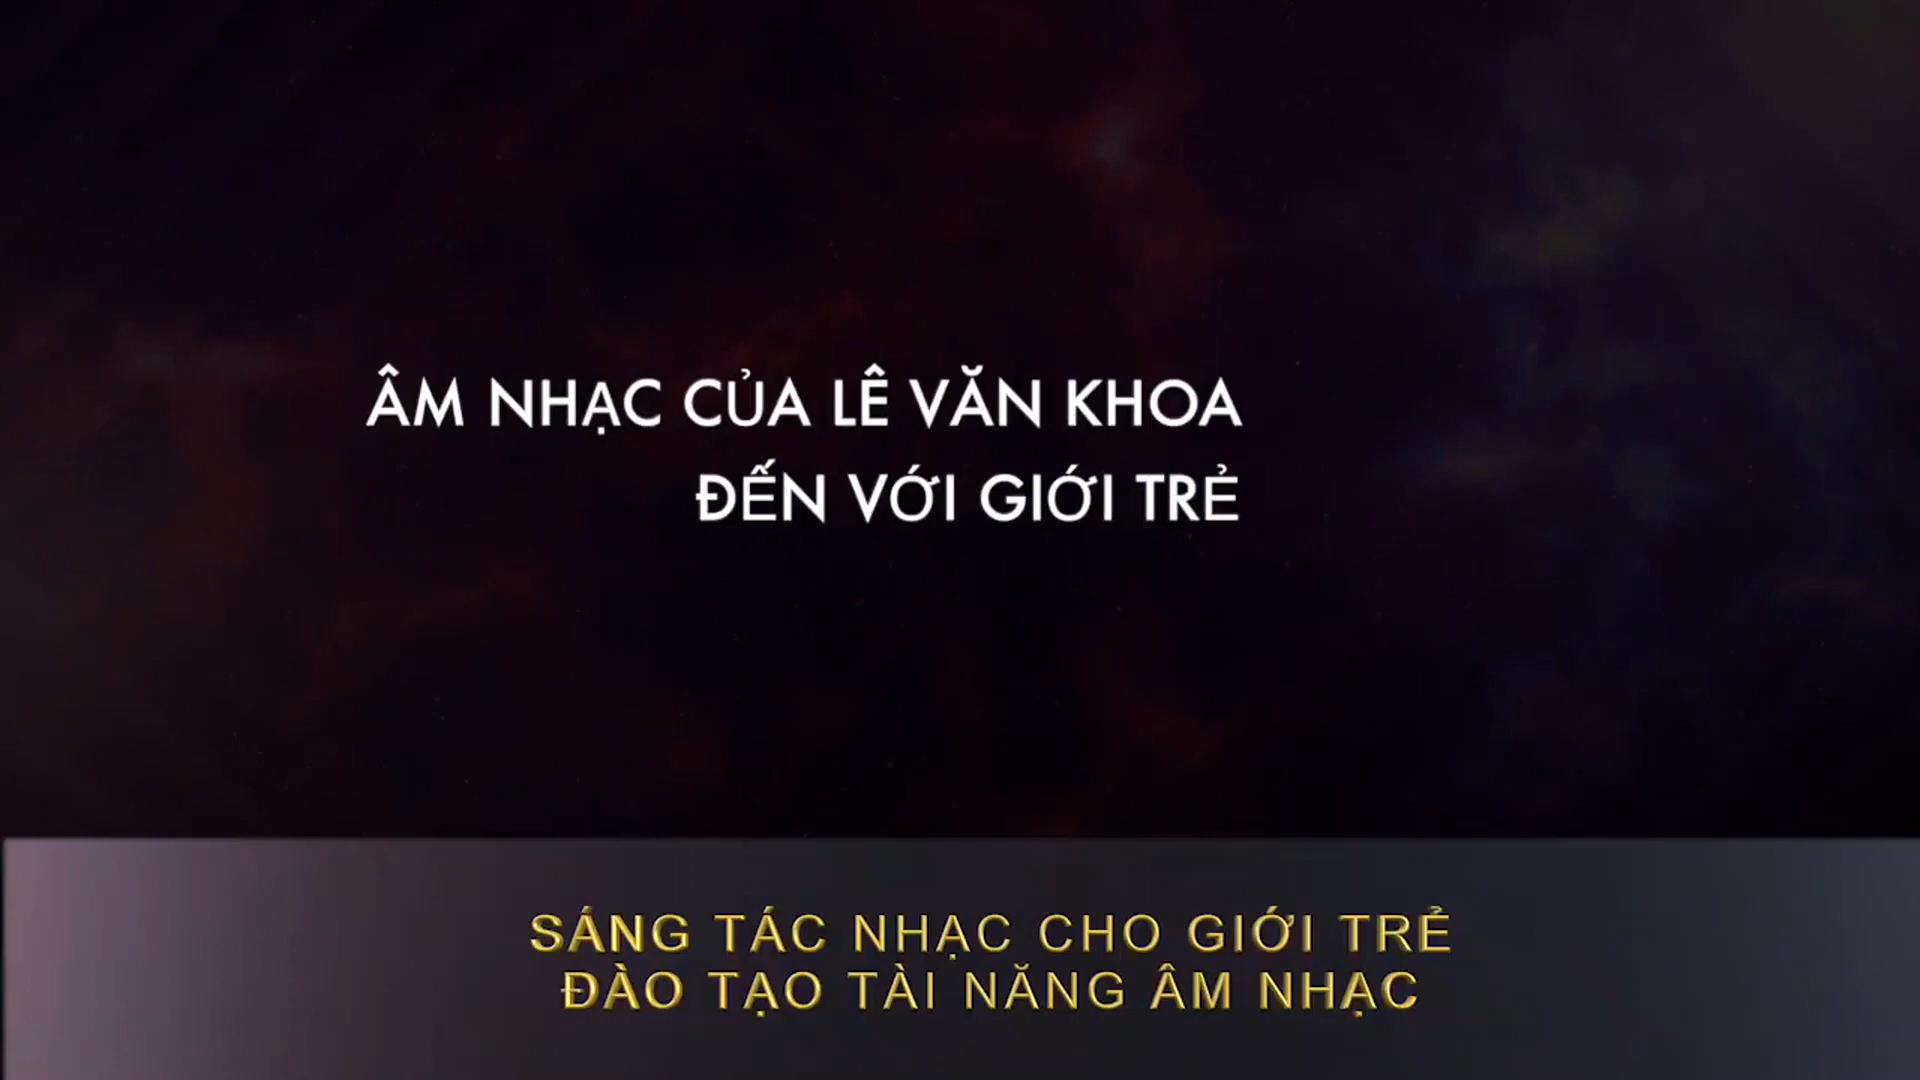 ÂM NHẠC CỦA LÊ VĂN KHOA
ĐẾN VỚI GIỚI TRẺ
SÁNG TÁC NHẠC CHO GIỚI TRẺ
ĐÀO TẠO TÀI NĂNG ÂM NHẠC